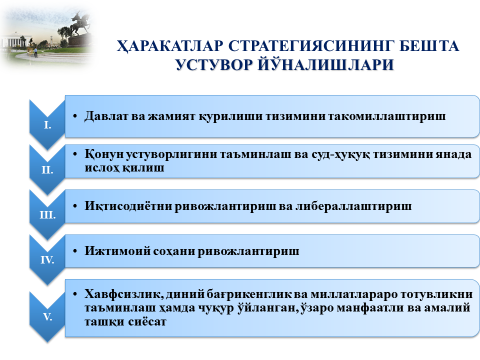 ҲАРАКАТЛАР СТРАТЕГИЯСИНИНГ БЕШТА
УСТУВОР ЙЎНАЛИШЛАРИ
I.
• Давлат ва жамият қурилиши тизимини такомиллаштириш
II.
• Қонун устуворлигини таъминлаш ва суд-ҳуқуқ тизимини янада
ислоҳ қилиш
III.
• Иқтисодиётни ривожлантириш ва либераллаштириш
IV.
• Ижтимоий соҳани ривожлантириш
V.
• Хавфсизлик, диний бағрикенглик ва миллатлараро тотувликни
таъминлаш ҳамда чуқур ўйланган, ўзаро манфаатли ва амалий
ташқи сиёсат